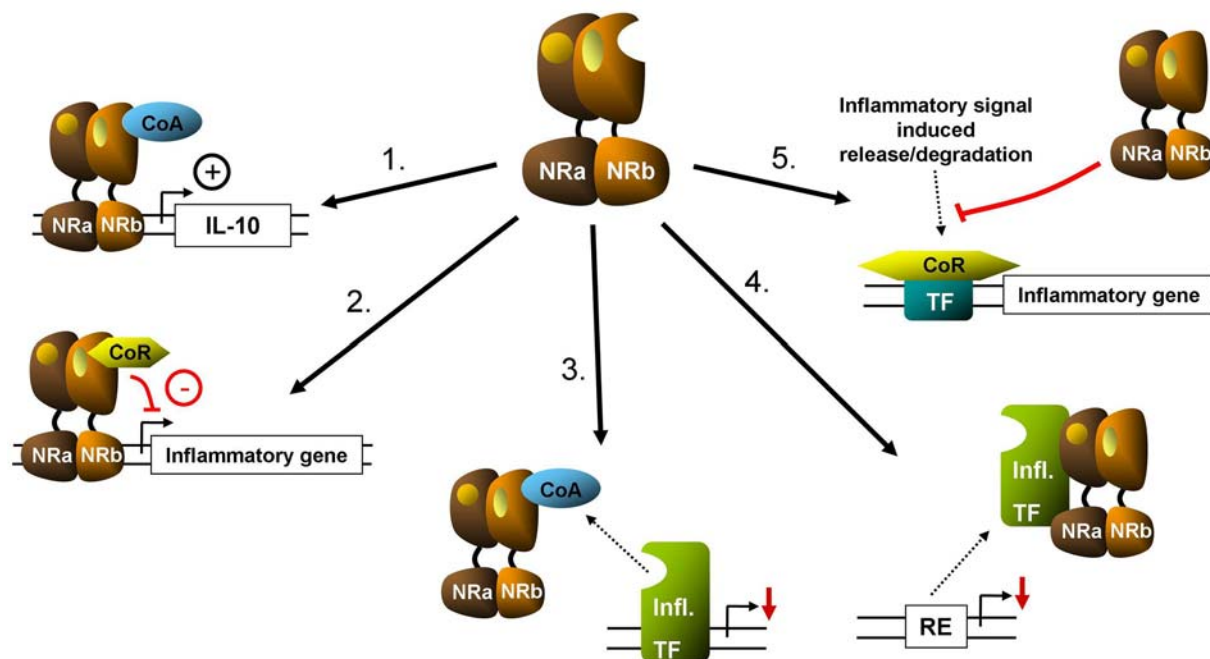 NRa NRb
1.
CoA
+
NRa NRb
IL-10
2.
CoR
-
NRa NRb
Inflammatory gene
3.
CoA
NRa NRb
Infl.
TF
4.
Infl.
TF
NRa NRb
RE
5.
Inflammatory signal
induced
release/degradation
NRa NRb
CoR
TF
Inflammatory gene